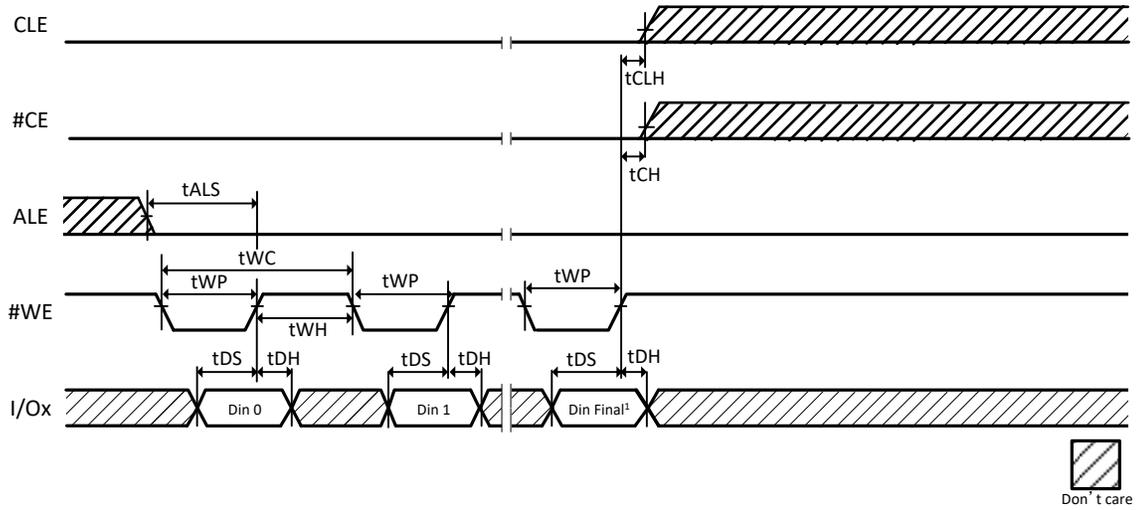 CLE
tCLH
#CE
tCH
tALS
ALE
tWC
tWP tWP tWP
#WE
tWH
tDS tDH tDS tDH tDS tDH
I/Ox Din 0 Din 1 Din Final¹
Don’t care